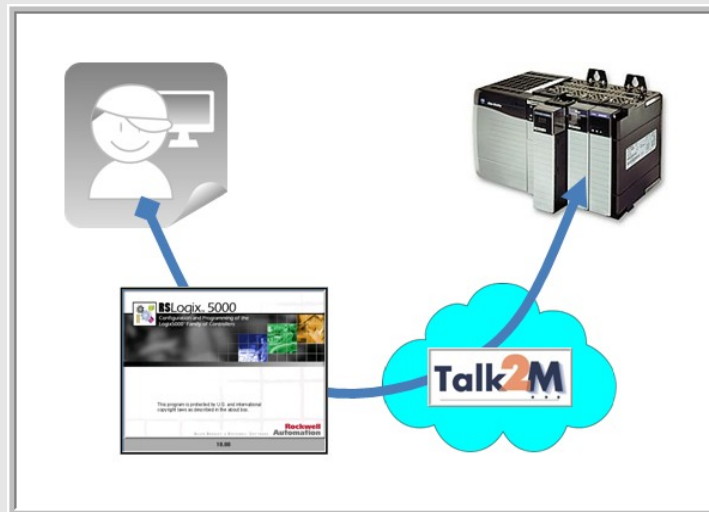 RSLogix 5000
Configuration and Programming of the
Logix5000 Family of Controllers
This program is protected by U.S. and international
copyright laws as described in the about box.
Rockwell
Automation
18.00
Talk2M